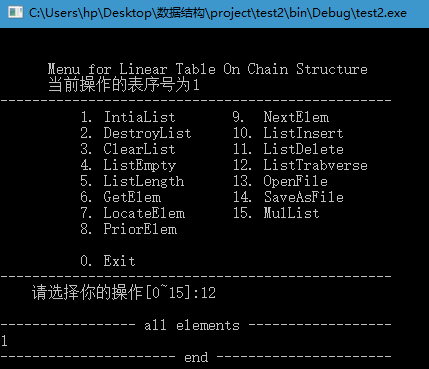 C:\Users\hp\Desktop\数据结构\project\test2\bin\Debug\test2.exe
Menu for Linear Table On Chain Structure
当前操作的表序号为1
-------------------------------------------------
1. IntiaList 9. NextElem
2. DestroyList 10. ListInsert
3. ClearList 11. ListDelete
4. ListEmpty 12. ListTrabverse
5. ListLength 13. OpenFile
6. GetElem 14. SaveAsFile
7. LocateElem 15. MulList
8. PriorElem
0. Exit
-------------------------------------------------
请选择你的操作[0~15]:12
----------------- all elements ------------------
1
---------------------- end ----------------------